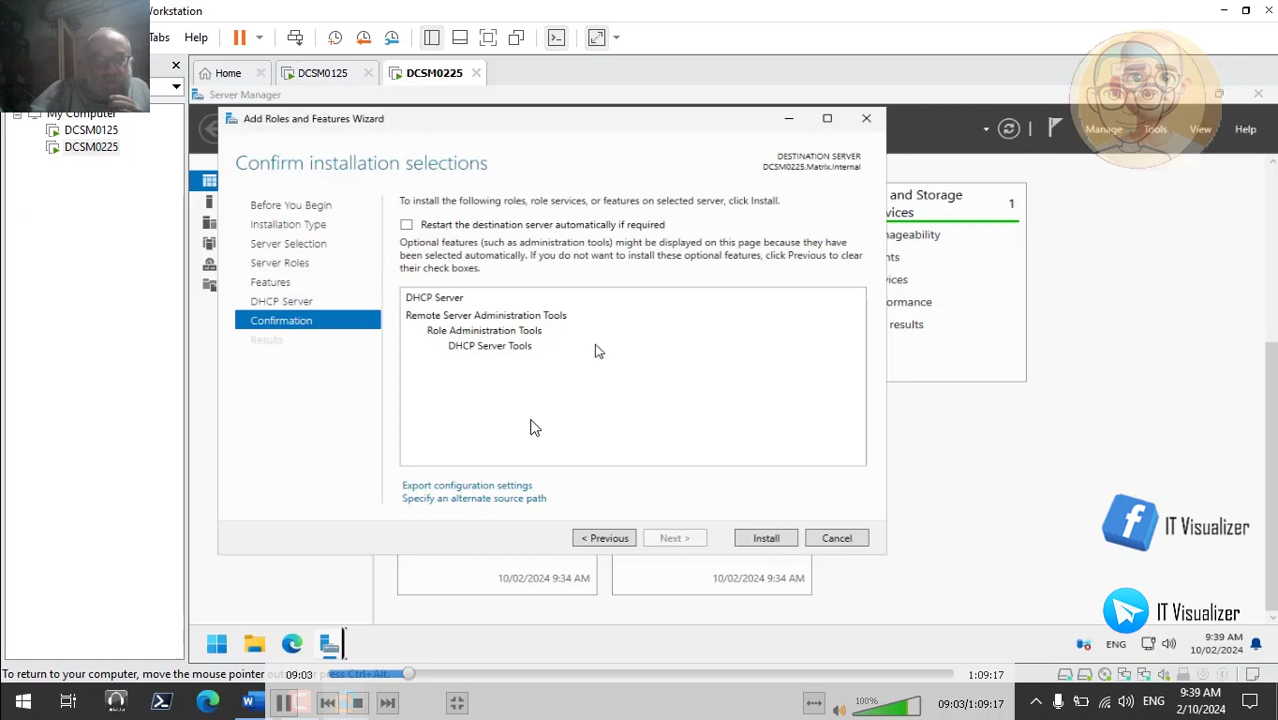 Workstation
Tabs Help
Home DCSM0125 DCSM0225
My Computer
DCSM0125
DCSM0225
Server Manager
Manage Tools View Help
Add Roles and Features Wizard
Confirm installation selections
DESTINATION SERVER
DCSM0225.Matrix.internal
Before You Begin
Installation Type
Server Selection
Server Roles
Features
DHCP Server
Confirmation
Results
To install the following roles, role services, or features on selected server, click Install.
Restart the destination server automatically if required
Optional features (such as administration tools) might be displayed on this page because they have
been selected automatically. If you do not want to install these optional features, click Previous to clear
their check boxes.
DHCP Server
Remote Server Administration Tools
Role Administration Tools
DHCP Server Tools
Export configuration settings
Specify an alternate source path
< Previous Next > Install Cancel
and Storage
1
vices
nageability
nts
vices
ormance
results
10/02/2024 9:34 AM 10/02/2024 9:34 AM
IT Visualizer
IT Visualizer
ENG
9:39 AM
10/02/2024
To return to your computer, move the mouse pointer
press Ctrl+Alt.
09:03 1:09:17
100%
09:03/1:09:17
ENG
9:39 AM
2/10/2024